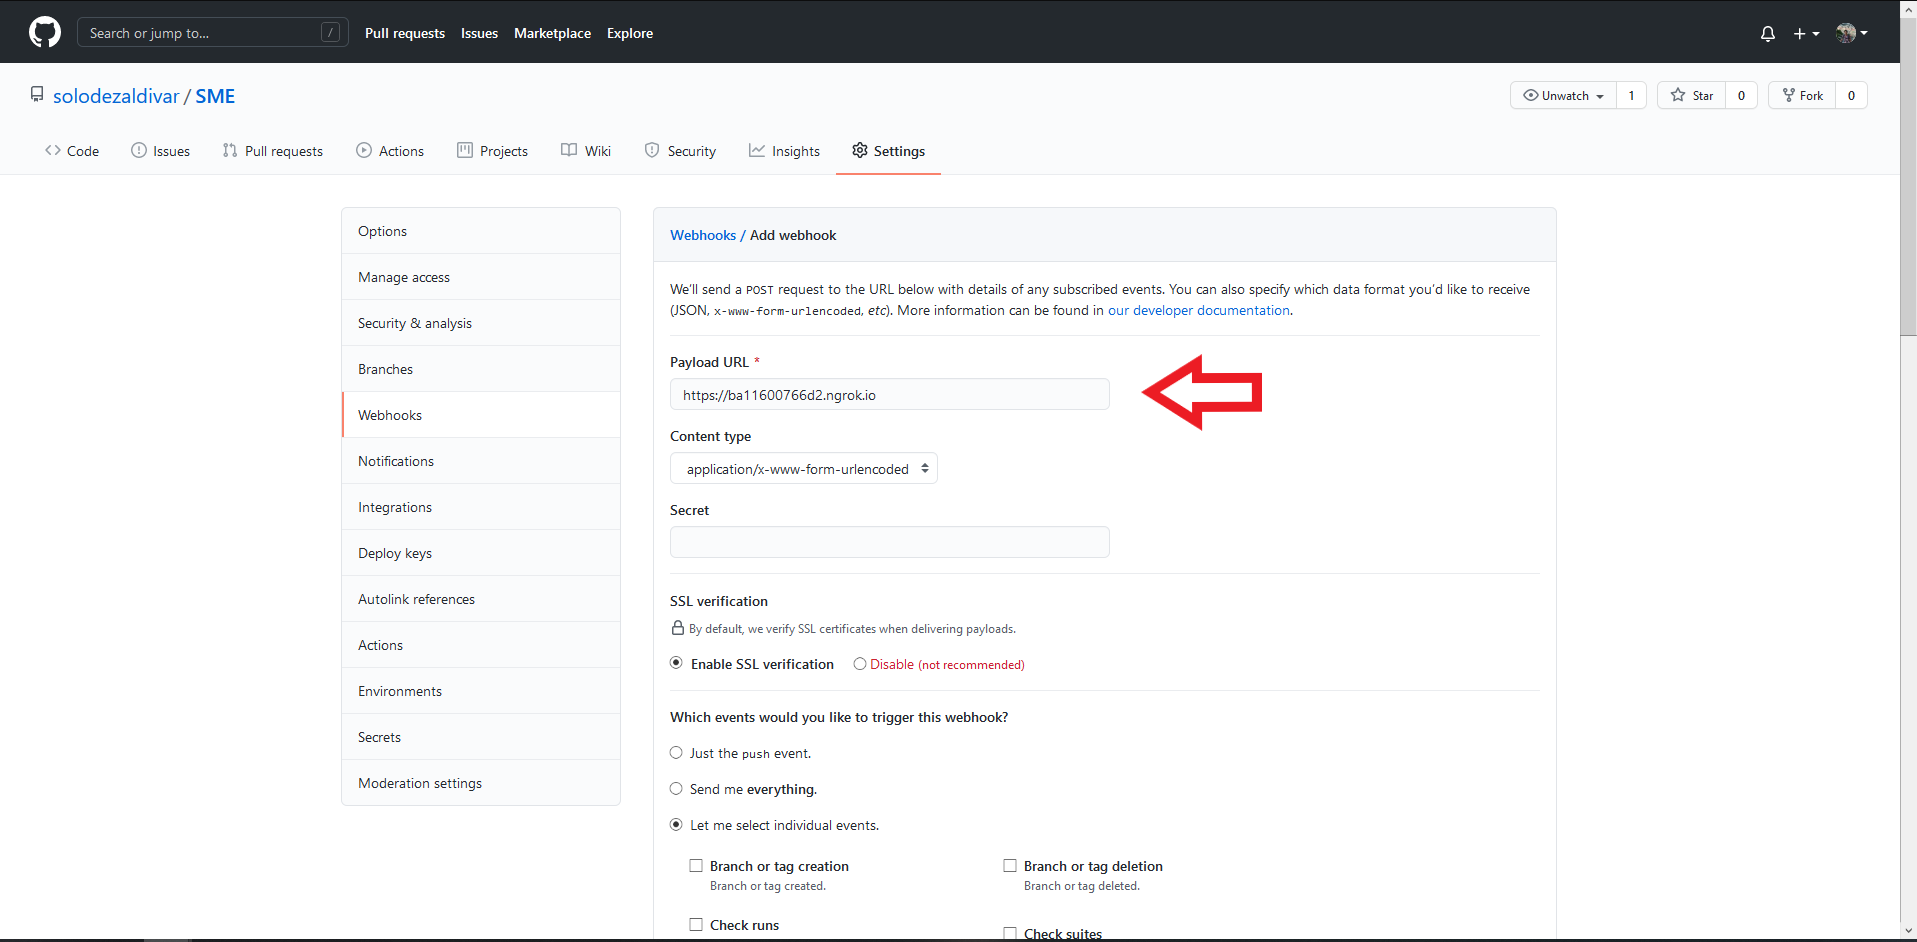 Search or jump to... /
Pull requests Issues Marketplace Explore
solodezaldivar / SME
Unwatch 1 Star 0 Fork 0
Code Issues Pull requests Actions Projects Wiki Security Insights Settings
Options
Manage access
Security & analysis
Branches
Webhooks
Notifications
Integrations
Deploy keys
Autolink references
Actions
Environments
Secrets
Moderation settings
Webhooks / Add webhook
We'll send a POST request to the URL below with details of any subscribed events. You can also specify which data format you'd like to receive
(JSON, x-www-form-urlencoded, etc). More information can be found in our developer documentation.
Payload URL *
https://ba11600766d2.ngrok.io
Content type
application/x-www-form-urlencoded
Secret
SSL verification
By default, we verify SSL certificates when delivering payloads.
Enable SSL verification Disable (not recommended)
Which events would you like to trigger this webhook?
Just the push event.
Send me everything.
Let me select individual events.
Branch or tag creation
Branch or tag created.
Branch or tag deletion
Branch or tag deleted.
Check runs
Check suites